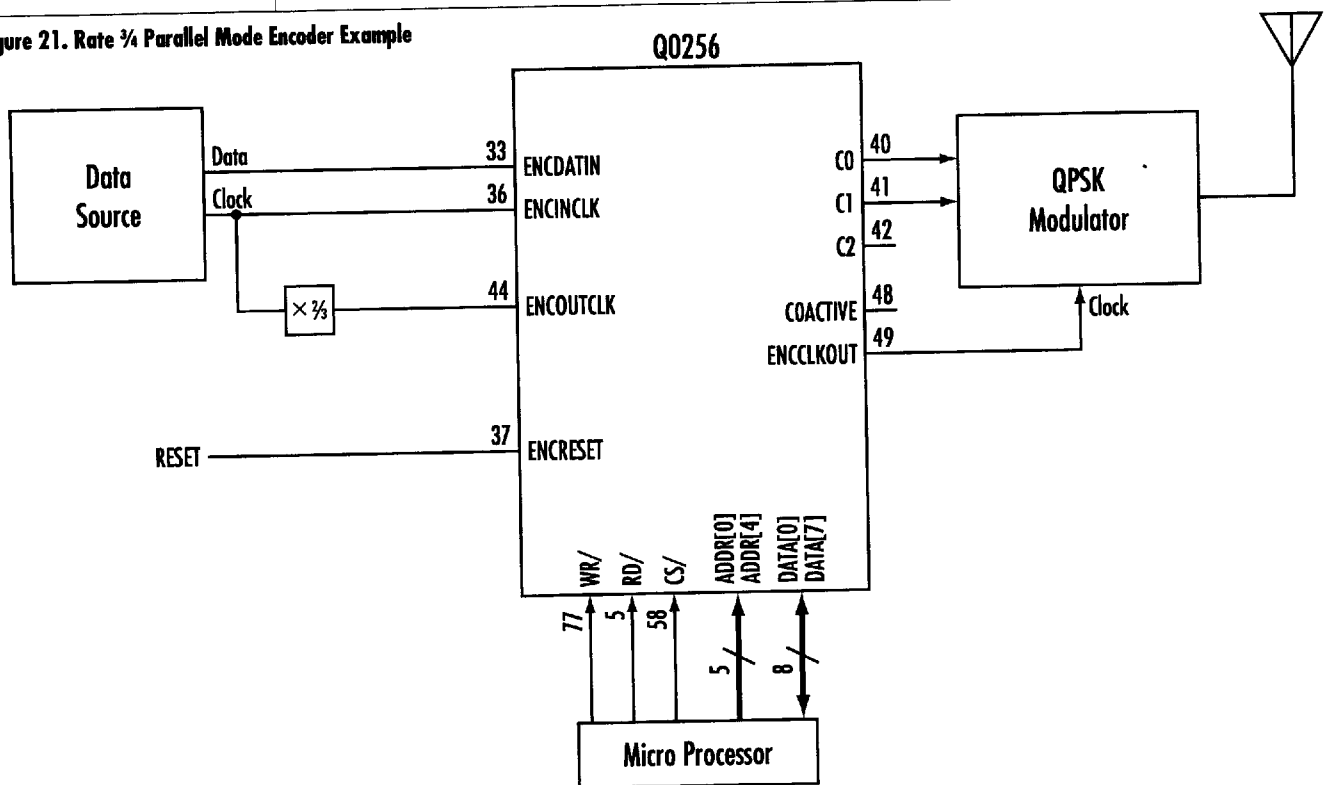 gure 21. Rate ¾ Parallel Mode Encoder Example
Q0256
Data
Source
Data
Clock
× ⅔
33
36
44
37
RESET
ENCDATIN
ENCINCLK
ENCOUTCLK
ENCRESET
C0
C1
C2
COACTIVE
ENCCLKOUT
40
41
42
48
49
QPSK
Modulator
Clock
WR/
RD/
CS/
ADDR[0]
ADDR[4]
DATA[0]
DATA[7]
77
5
58
5
8
Micro Processor